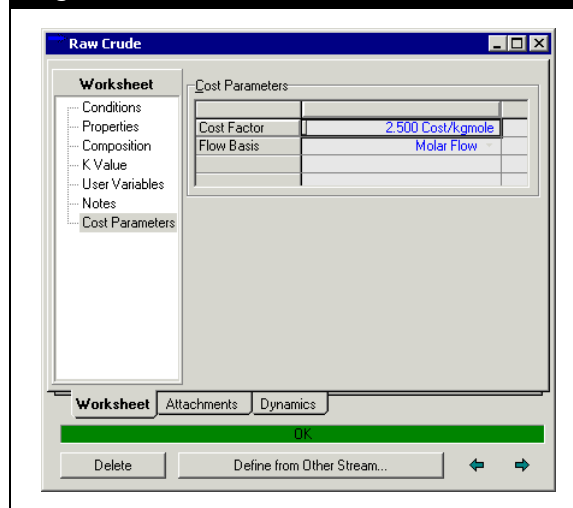 Raw Crude
Worksheet
Conditions
Properties
Composition
K Value
User Variables
Notes
Cost Parameters
Cost Parameters
Cost Factor 2.500 Cost/kgmole
Flow Basis Molar Flow
Worksheet Attachments Dynamics
OK
Delete Define from Other Stream...